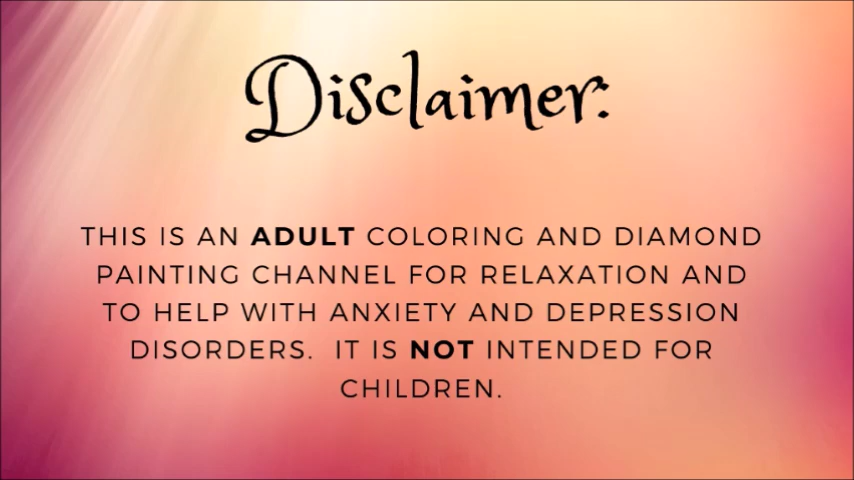 Disclaimer:
THIS IS AN ADULT COLORING AND DIAMOND
PAINTING CHANNEL FOR RELAXATION AND
TO HELP WITH ANXIETY AND DEPRESSION
DISORDERS.  IT IS NOT INTENDED FOR
CHILDREN.